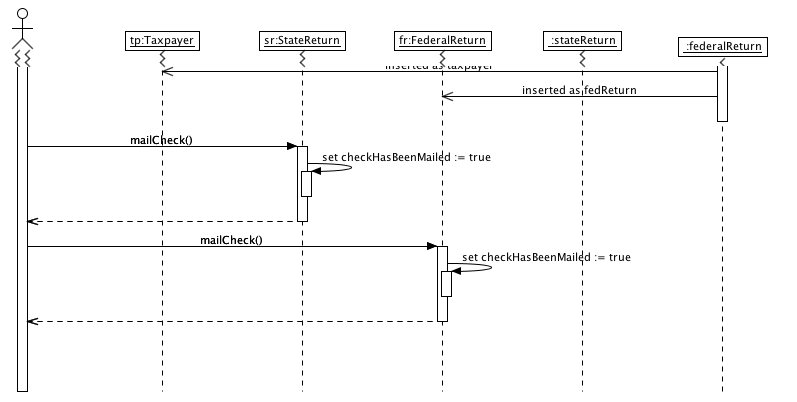 tp:Taxpayer
sr:StateReturn
fr:FederalReturn
:stateReturn
:federalReturn
inserted as taxpayer
inserted as fedReturn
mailCheck()
set checkHasBeenMailed := true
mailCheck()
set checkHasBeenMailed := true